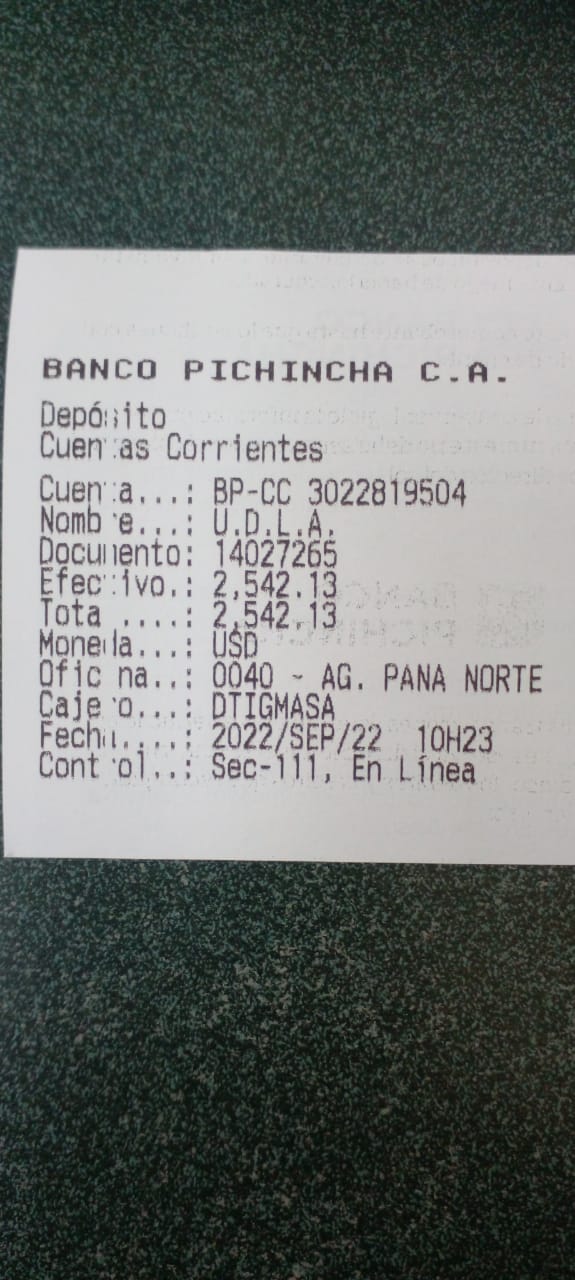 BANCO PICHINCHA C.A.
Depósito
Cuentas Corrientes
Cuenta...: BP-CC 3022819504
Nombre...: U.D.L.A.
Documento: 14027265
Efectivo.: 2,542.13
Total ....: 2,542.13
Moneda...: USD
Oficina..: 0040 - AG. PANA NORTE
Cajero...: DTIGMASA
Fecha....: 2022/SEP/22 10H23
Control..: Sec-111, En Línea